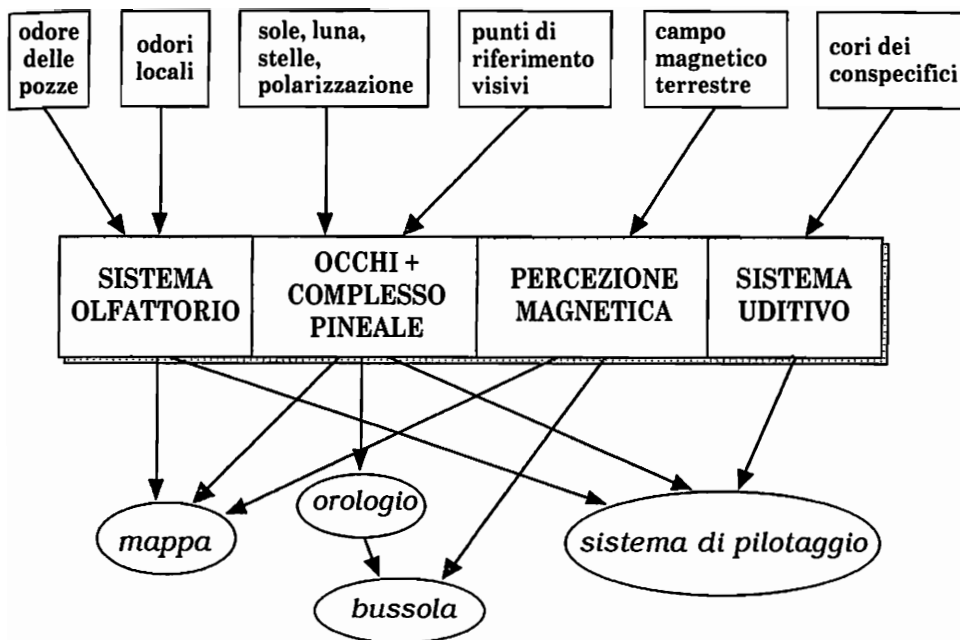 odore
delle
pozze
odori
locali
sole, luna,
stelle,
polarizzazione
punti di
riferimento
visivi
campo
magnetico
terrestre
cori dei
conspecifici
SISTEMA
OLFATTORIO
OCCHI +
COMPLESSO
PINEALE
PERCEZIONE
MAGNETICA
SISTEMA
UDITIVO
mappa
orologio
bussola
sistema di pilotaggio